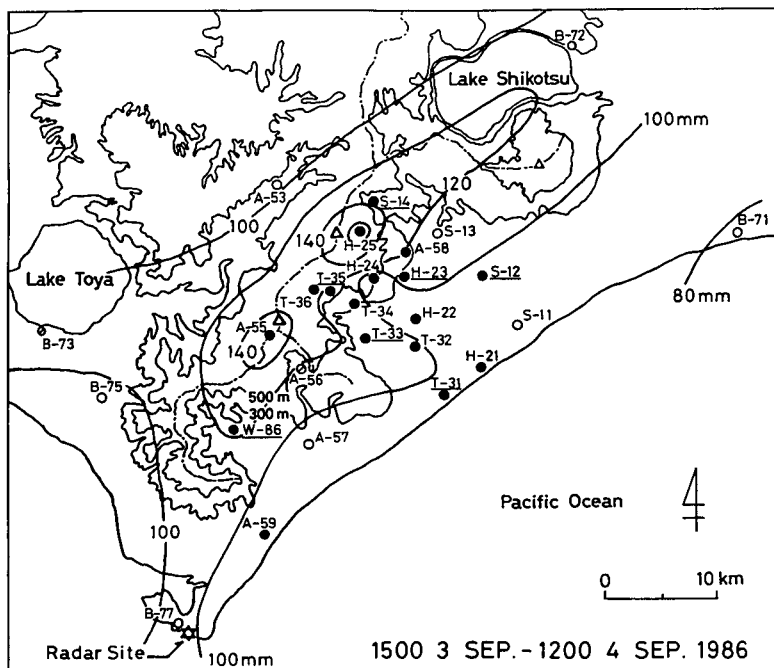 B-72
Lake Shikotsu
100mm
A-53
120
S-14
100
140
S-13
B-71
H-25
A-58
Lake Toya
H-24
T-35
H-23
S-12
T-36
80mm
T-34
H-22
A-55
S-11
B-73
T-33
T-32
140
A-56
H-21
B-75
500 m
T-31
300 m
W-86
A-57
Pacific Ocean
100
A-59
0 10 km
B-77
Radar Site
100mm
1500 3 SEP. - 1200 4 SEP. 1986